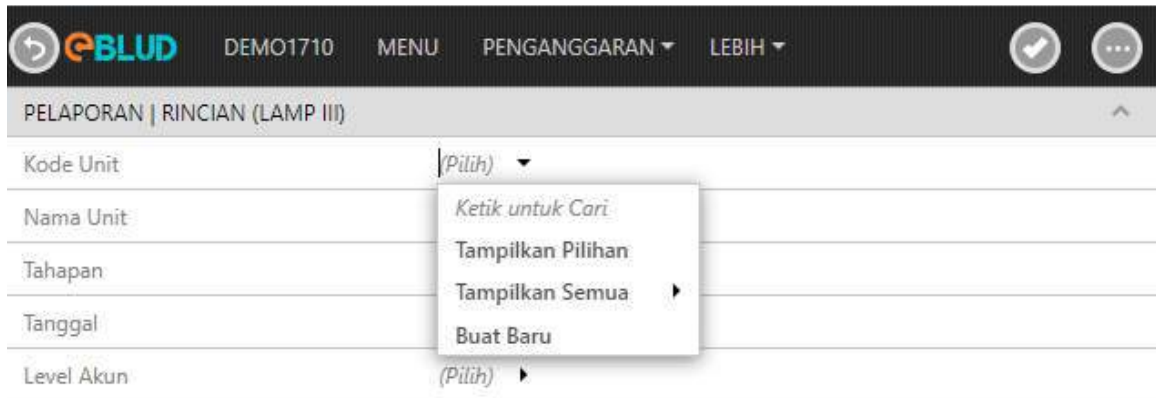 eBLUD DEMO1710 MENU PENGANGGARAN LEBIH
PELAPORAN | RINCIAN (LAMP III)
Kode Unit (Pilih)
Nama Unit Ketik untuk Cari
Tampilkan Pilihan
Tahapan
Tampilkan Semua
Tanggal
Buat Baru
Level Akun (Pilih)